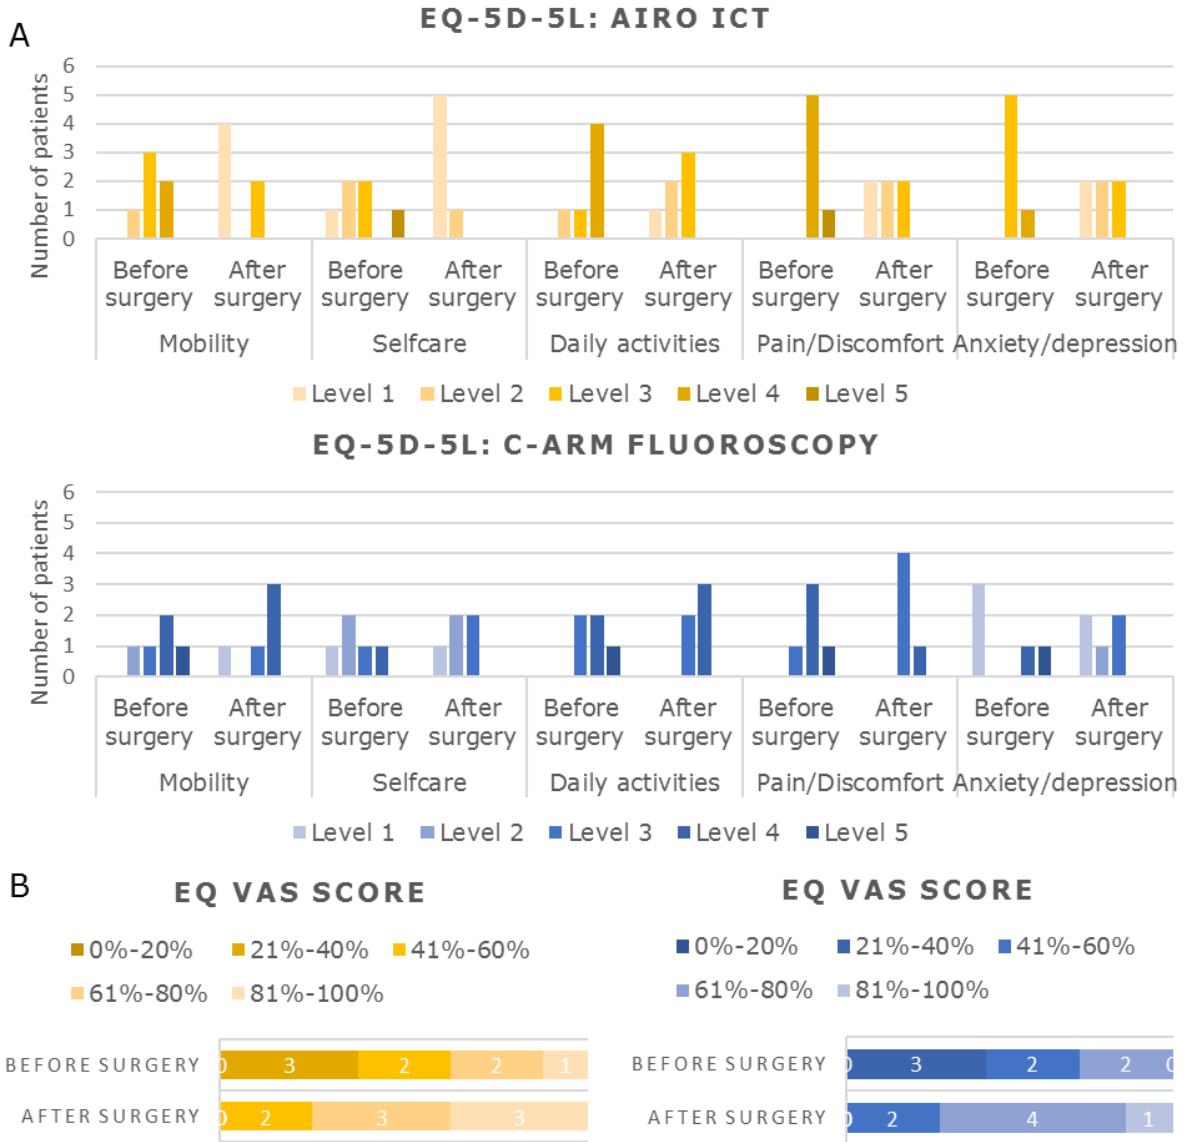 A
EQ-5D-5L: AIRO ICT
Number of patients
6
5
4
3
2
1
0
Before surgery After surgery Before surgery After surgery Before surgery After surgery Before surgery After surgery Before surgery After surgery
Mobility Selfcare Daily activities Pain/Discomfort Anxiety/depression
Level 1 Level 2 Level 3 Level 4 Level 5
EQ-5D-5L: C-ARM FLUOROSCOPY
Number of patients
6
5
4
3
2
1
0
Before surgery After surgery Before surgery After surgery Before surgery After surgery Before surgery After surgery Before surgery After surgery
Mobility Selfcare Daily activities Pain/Discomfort Anxiety/depression
Level 1 Level 2 Level 3 Level 4 Level 5
B
EQ VAS SCORE
0%-20% 21%-40% 41%-60%
61%-80% 81%-100%
BEFORE SURGERY 0 3 2 2 1
AFTER SURGERY 0 2 3 3
EQ VAS SCORE
0%-20% 21%-40% 41%-60%
61%-80% 81%-100%
BEFORE SURGERY 0 3 2 2 0
AFTER SURGERY 0 2 4 1